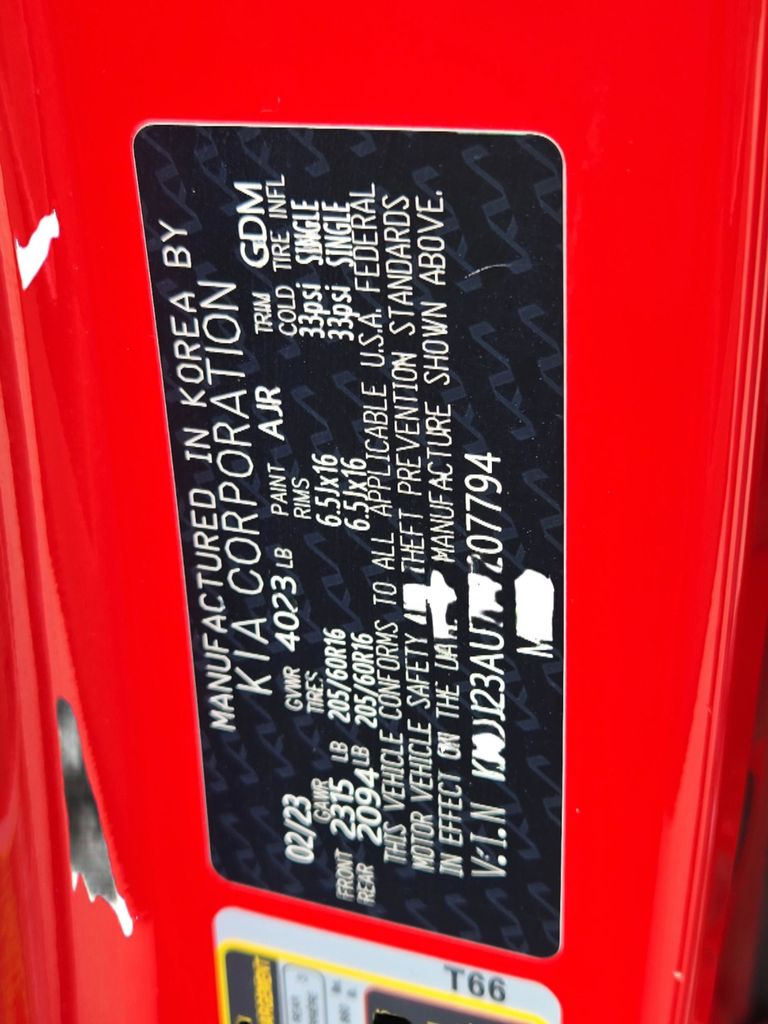 MANUFACTURED IN KOREA BY
KIA CORPORATION
02/23 GVWR 4023 LB PAINT AJR TRIM GDM
GAWR TIRES RIMS COLD TIRE INFL
FRONT 2315 LB 205/60R16 6.5Jx16 33psi SINGLE
REAR 2094 LB 205/60R16 6.5Jx16 33psi SINGLE
THIS VEHICLE CONFORMS TO ALL APPLICABLE U.S.A. FEDERAL
MOTOR VEHICLE SAFETY THEFT PREVENTION STANDARDS
IN EFFECT ON THE MANUFACTURE SHOWN ABOVE.
V.I.N
T66